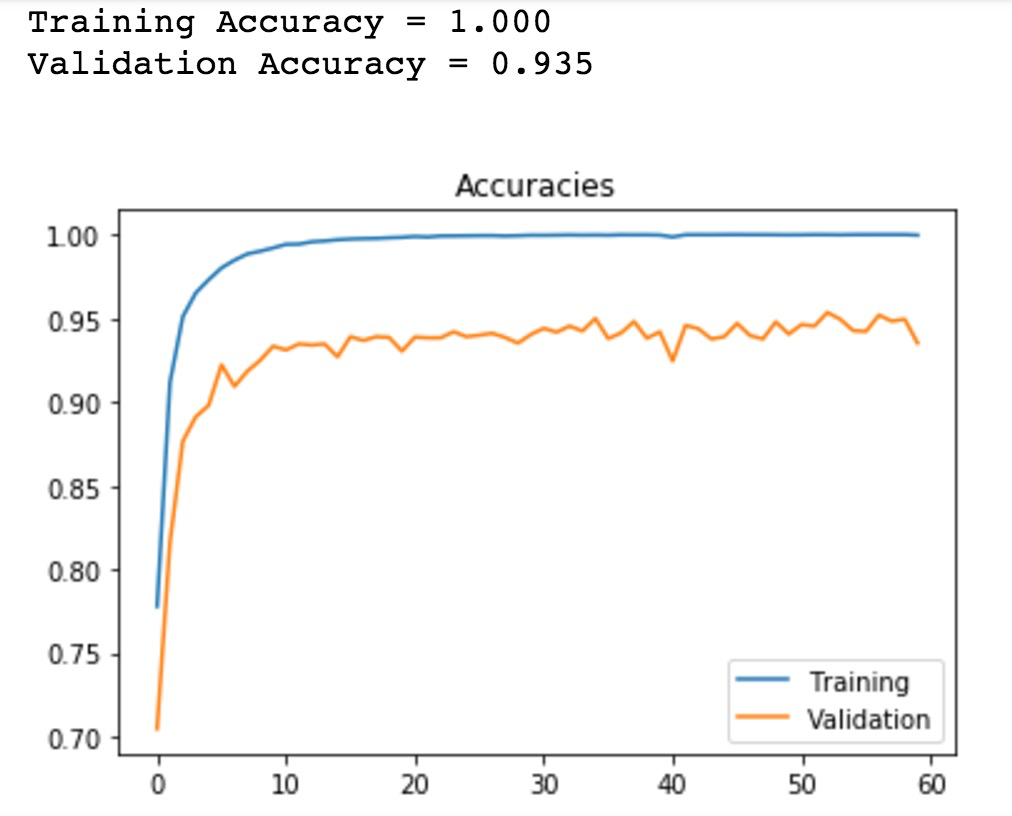 Training Accuracy = 1.000
Validation Accuracy = 0.935
Accuracies
1.00
0.95
0.90
0.85
0.80
0.75
0.70
Training
Validation
0 10 20 30 40 50 60